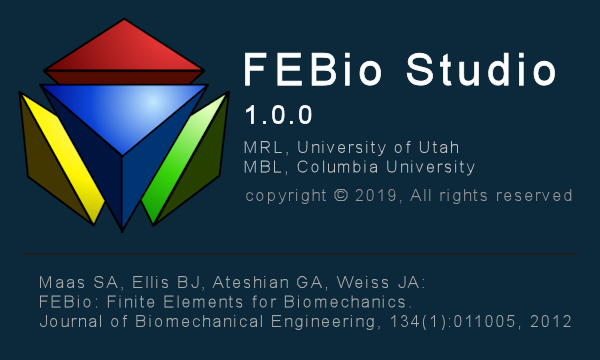 FEBio Studio
1.0.0
MRL, University of Utah
MBL, Columbia University
copyright © 2019, All rights reserved
Maas SA, Ellis BJ, Ateshian GA, Weiss JA:
FEBio: Finite Elements for Biomechanics.
Journal of Biomechanical Engineering, 134(1):011005, 2012